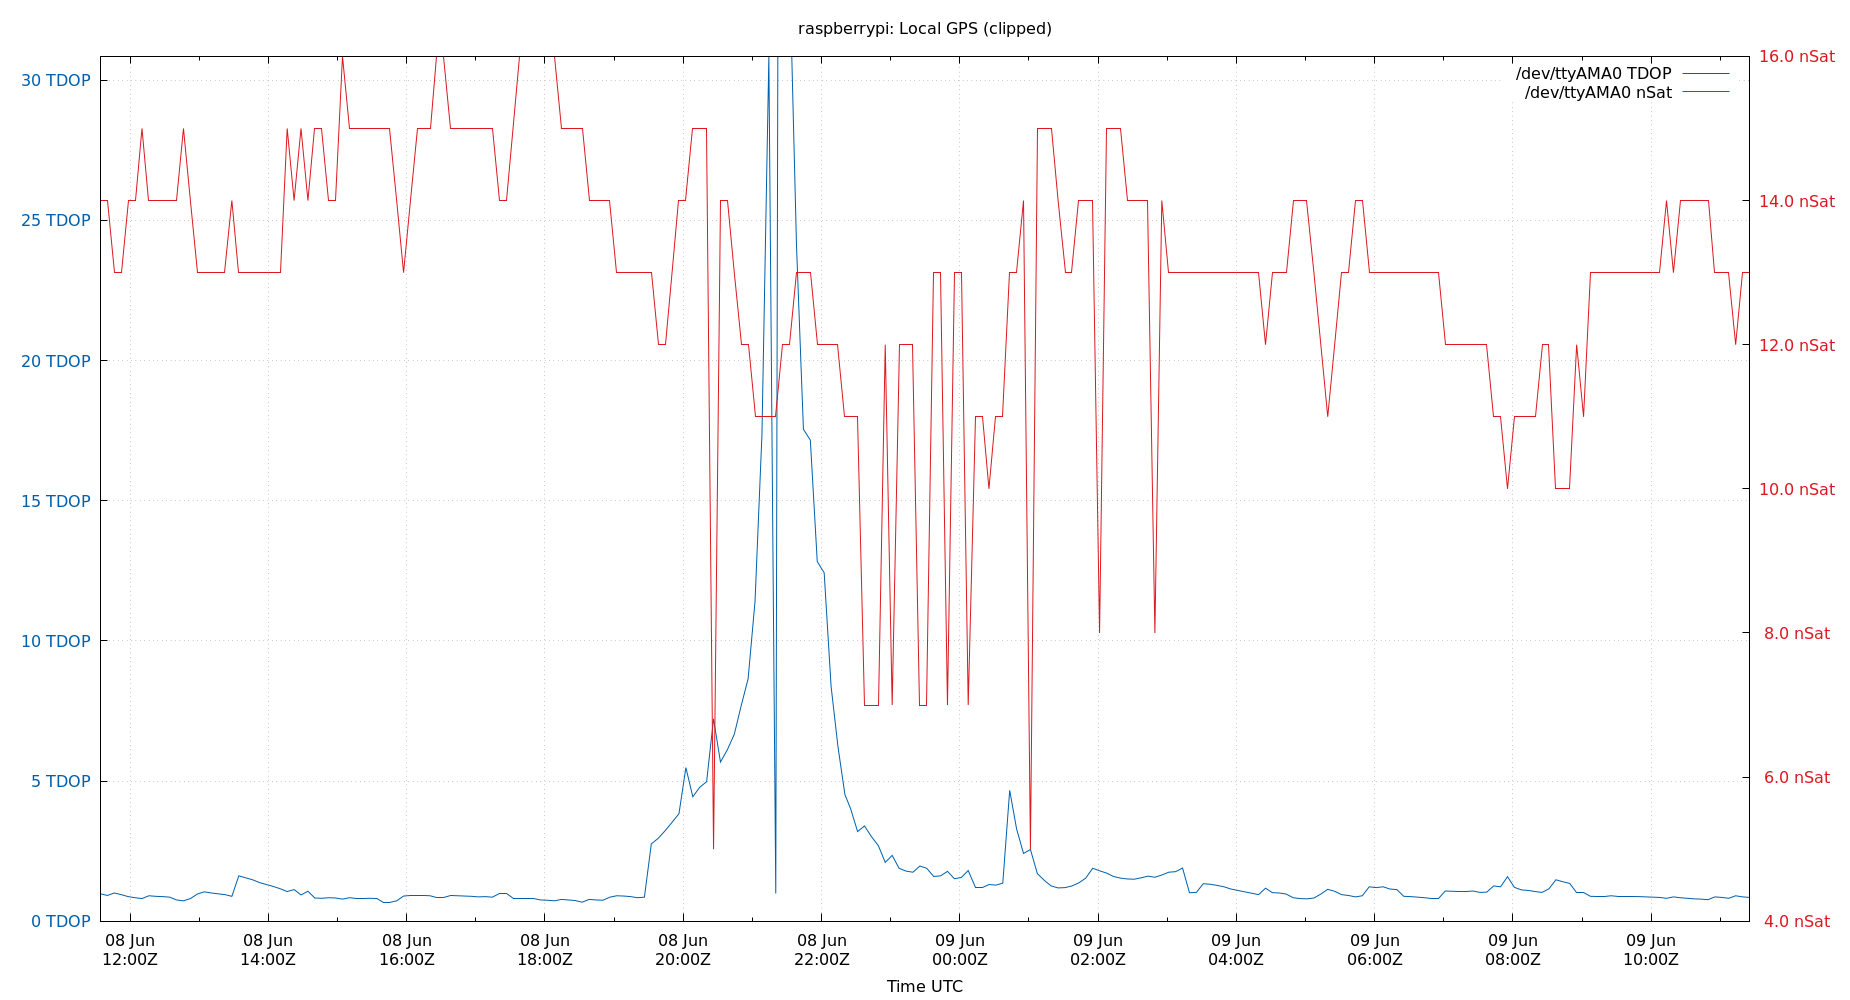 raspberrypi: Local GPS (clipped)
/dev/ttyAMA0 TDOP
/dev/ttyAMA0 nSat
30 TDOP
25 TDOP
20 TDOP
15 TDOP
10 TDOP
5 TDOP
0 TDOP
16.0 nSat
14.0 nSat
12.0 nSat
10.0 nSat
8.0 nSat
6.0 nSat
4.0 nSat
08 Jun
12:00Z
08 Jun
14:00Z
08 Jun
16:00Z
08 Jun
18:00Z
08 Jun
20:00Z
08 Jun
22:00Z
09 Jun
00:00Z
09 Jun
02:00Z
09 Jun
04:00Z
09 Jun
06:00Z
09 Jun
08:00Z
09 Jun
10:00Z
Time UTC